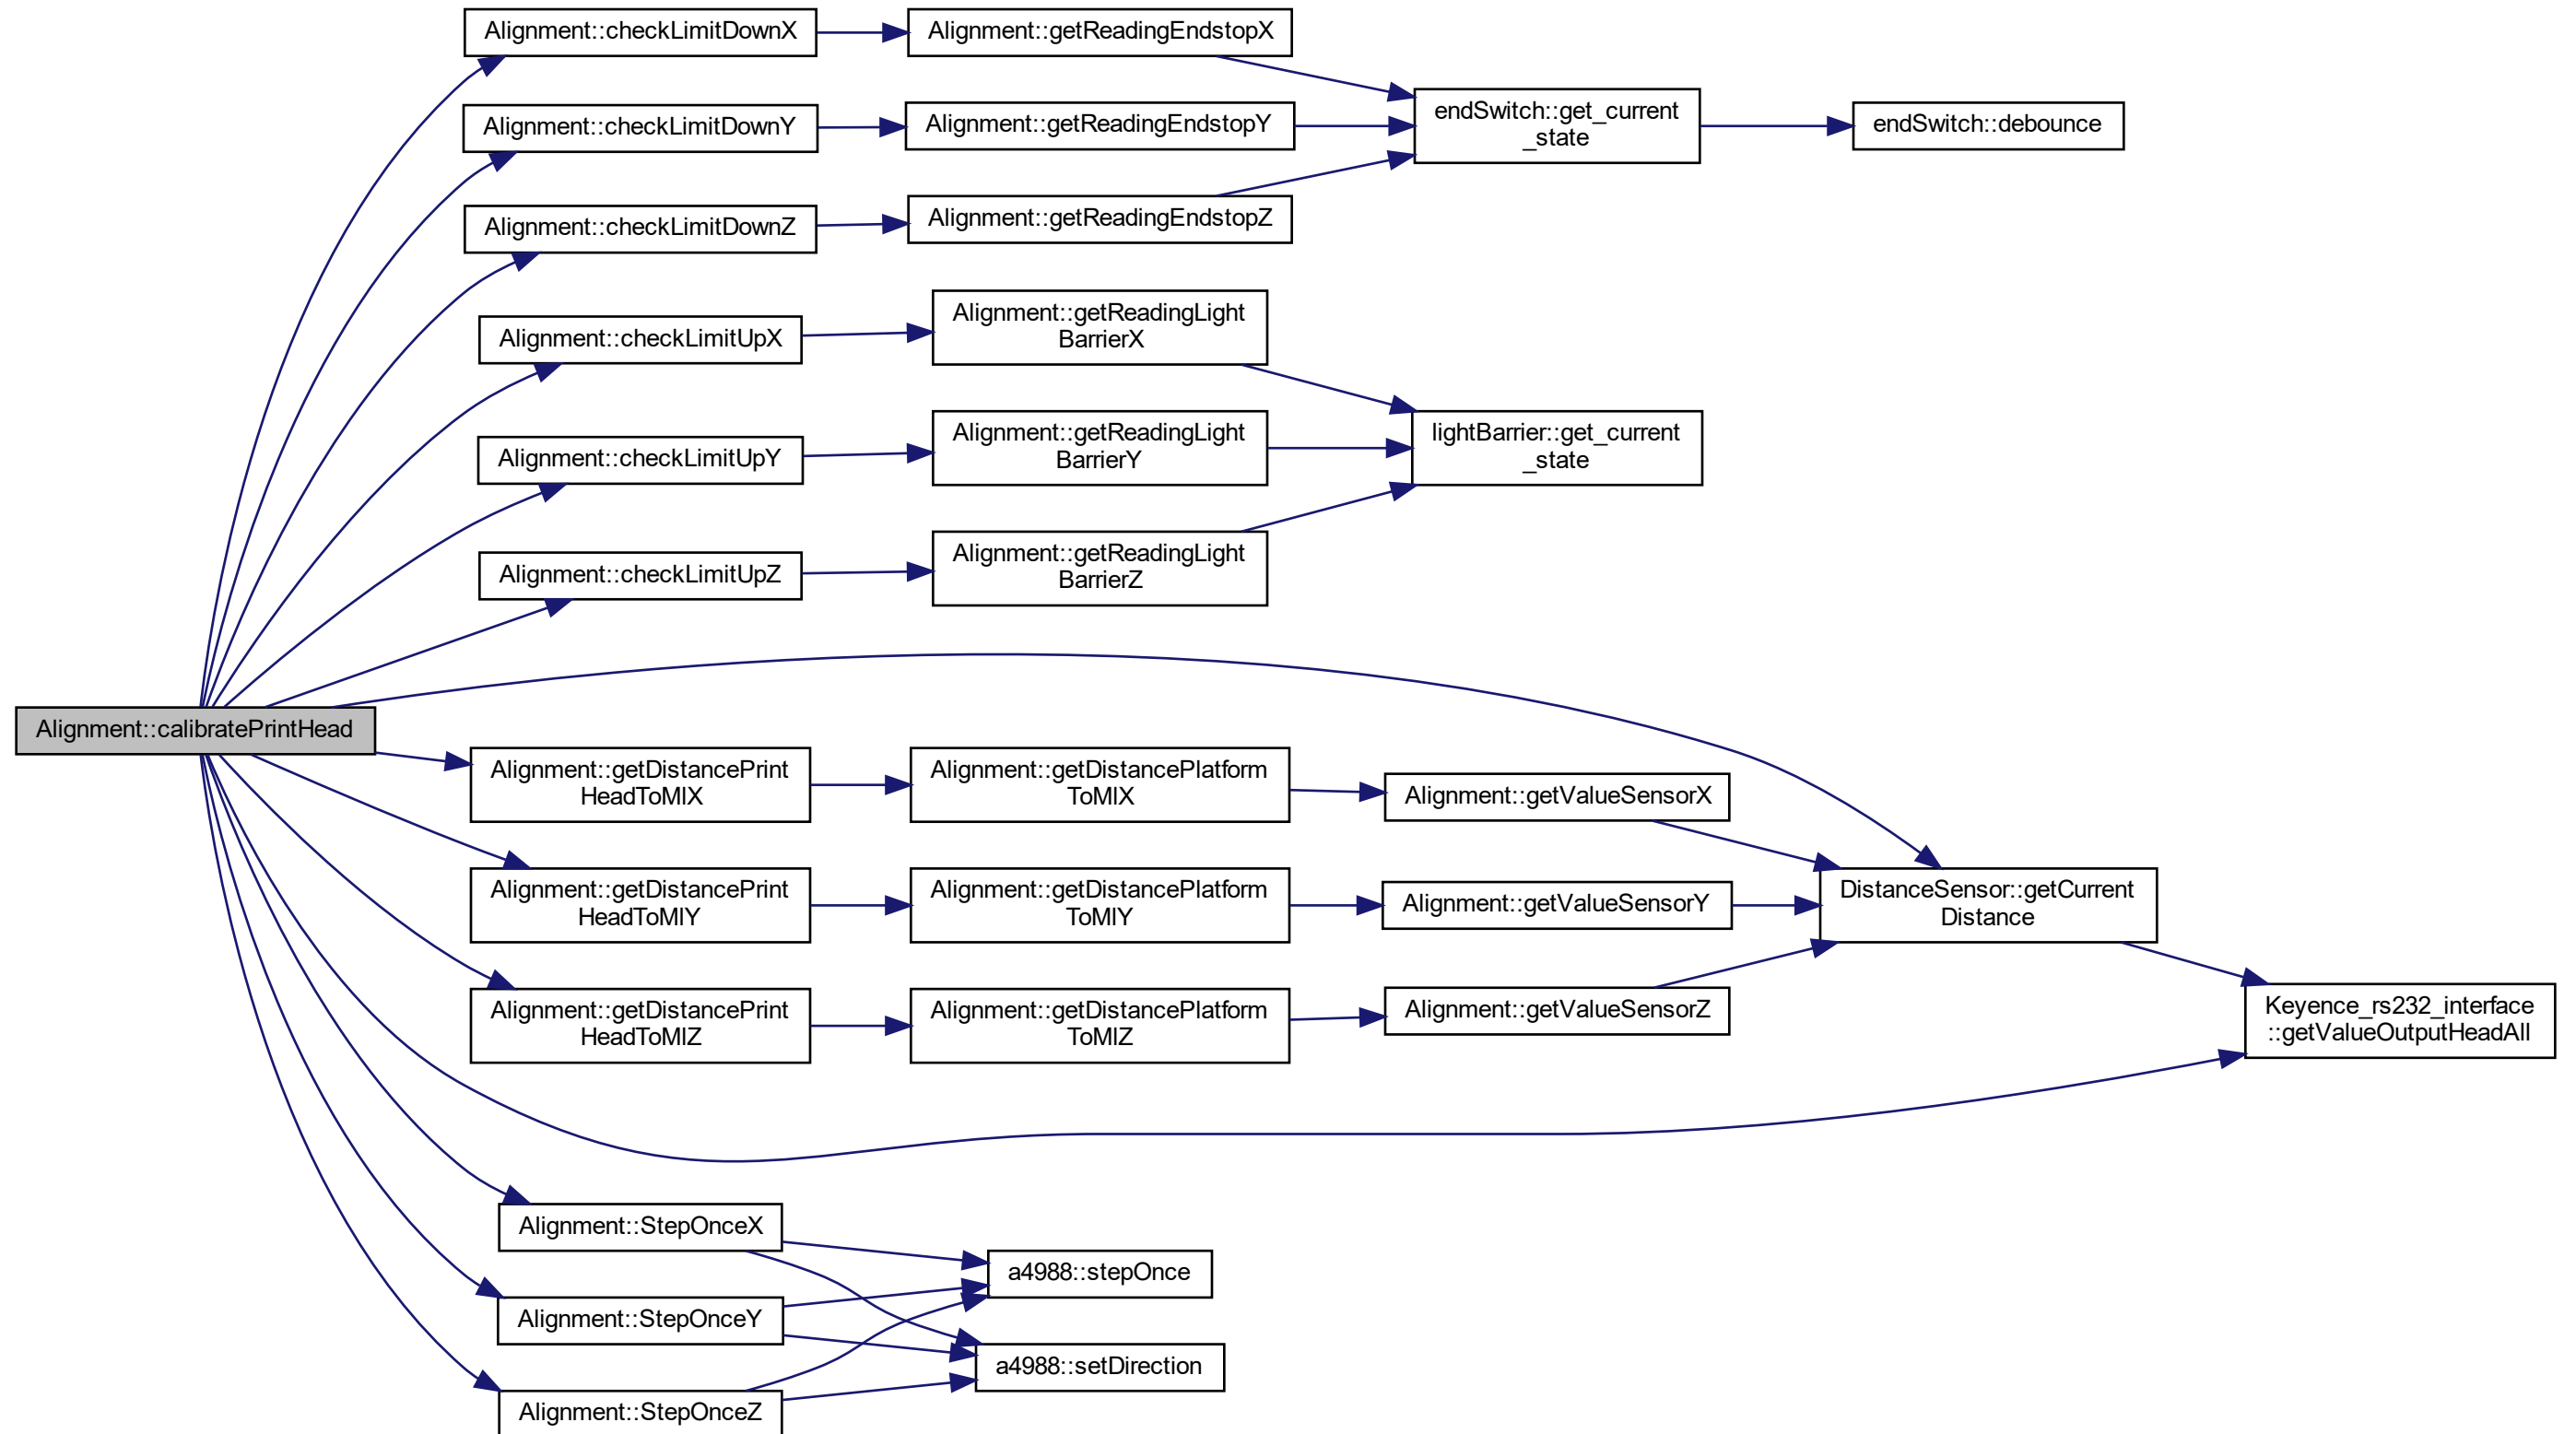 Alignment::checkLimitDownX
Alignment::getReadingEndstopX
endSwitch::get_current
_state
endSwitch::debounce
Alignment::checkLimitDownY
Alignment::getReadingEndstopY
Alignment::checkLimitDownZ
Alignment::getReadingEndstopZ
Alignment::checkLimitUpX
Alignment::getReadingLight
BarrierX
Alignment::checkLimitUpY
Alignment::getReadingLight
BarrierY
lightBarrier::get_current
_state
Alignment::checkLimitUpZ
Alignment::getReadingLight
BarrierZ
Alignment::calibratePrintHead
Alignment::getDistancePrint
HeadToMIX
Alignment::getDistancePlatform
ToMIX
Alignment::getValueSensorX
Alignment::getDistancePrint
HeadToMIY
Alignment::getDistancePlatform
ToMIY
Alignment::getValueSensorY
DistanceSensor::getCurrent
Distance
Alignment::getDistancePrint
HeadToMIZ
Alignment::getDistancePlatform
ToMIZ
Alignment::getValueSensorZ
Keyence_rs232_interface
::getValueOutputHeadAll
Alignment::StepOnceX
a4988::stepOnce
Alignment::StepOnceY
a4988::setDirection
Alignment::StepOnceZ